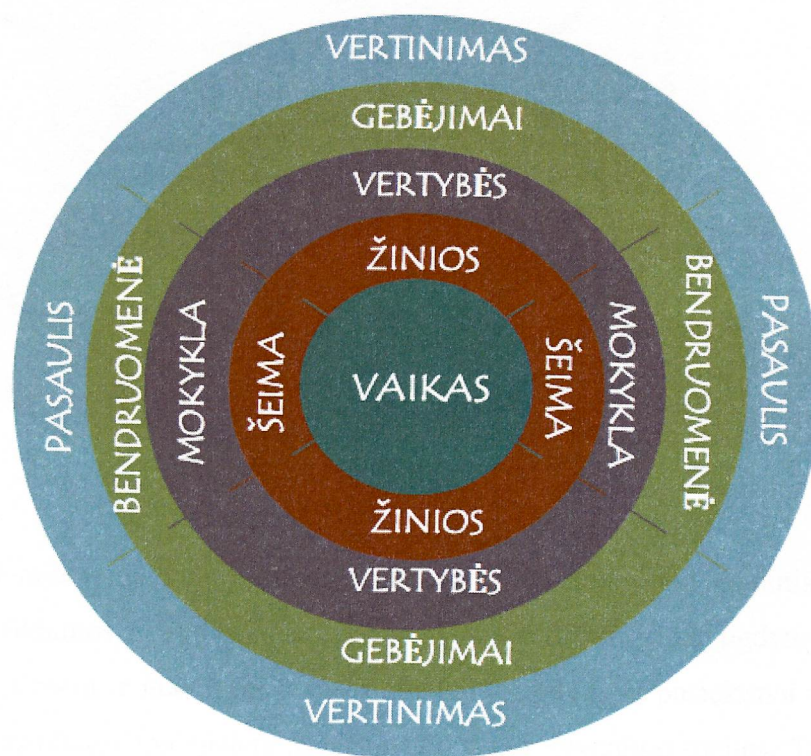 VERTINIMAS
GEBĖJIMAI
VERTYBĖS
ŽINIOS
PASAULIS
BENDRUOMENĖ
MOKYKLA
ŠEIMA
VAIKAS
ŠEIMA
MOKYKLA
BENDRUOMENĖ
PASAULIS
ŽINIOS
VERTYBĖS
GEBĖJIMAI
VERTINIMAS